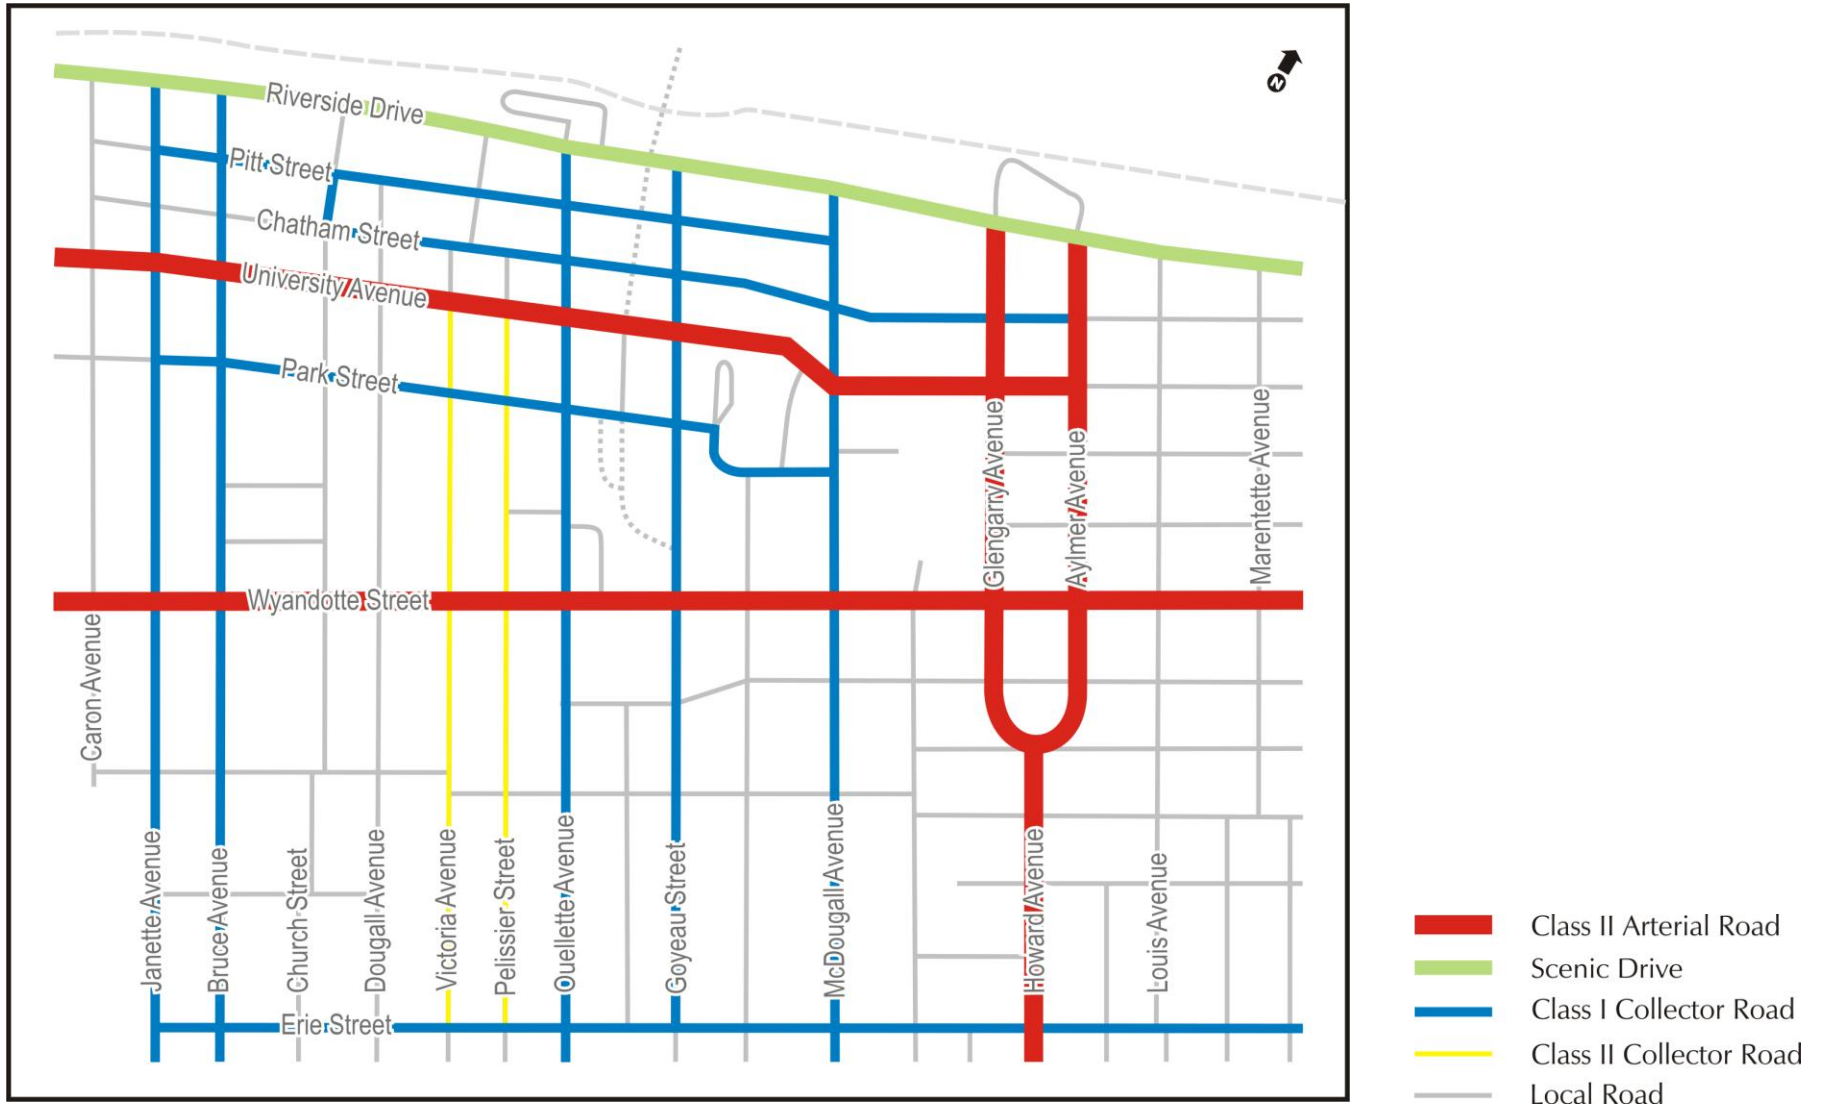 N
Riverside Drive
Pitt Street
Chatham Street
University Avenue
Park Street
Glengarry Avenue
Aylmer Avenue
Marentette Avenue
Wyandotte Street
Caron Avenue
Janette Avenue
Bruce Avenue
Church Street
Dougall Avenue
Victoria Avenue
Pelissier Street
Ouellette Avenue
Goyeau Street
McDougall Avenue
Howard Avenue
Louis Avenue
Erie Street
Class II Arterial Road
Scenic Drive
Class I Collector Road
Class II Collector Road
Local Road